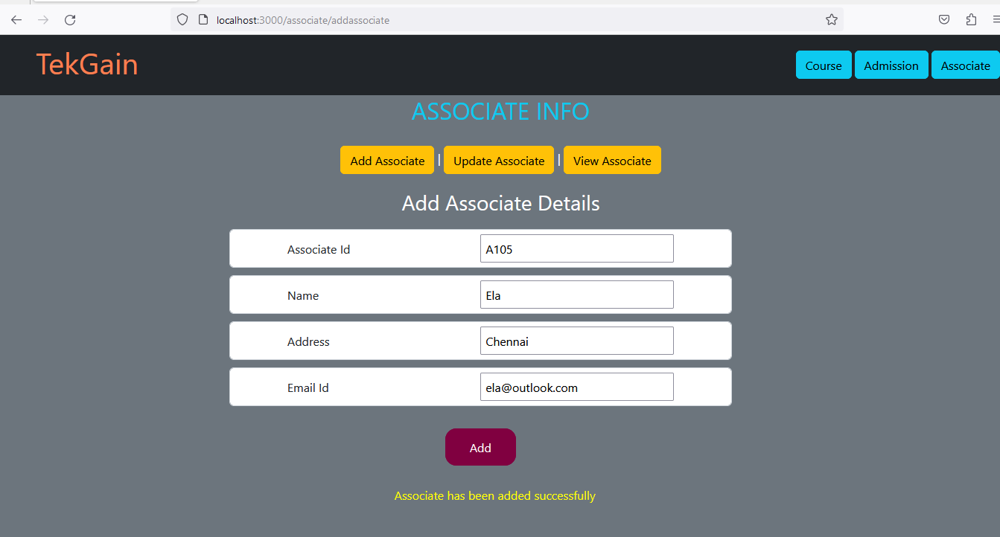 localhost:3000/associate/addassociate
TekGain
Course Admission Associate
ASSOCIATE INFO
Add Associate | Update Associate | View Associate
Add Associate Details
Associate Id A105
Name Ela
Address Chennai
Email Id ela@outlook.com
Add
Associate has been added successfully